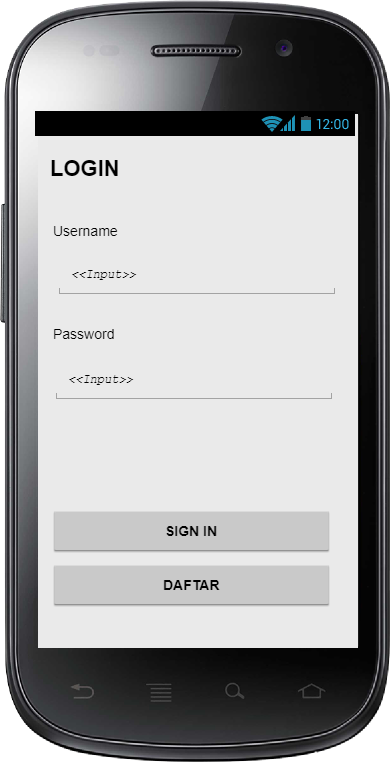 12:00
LOGIN
Username
<<Input>>
Password
<<Input>>
SIGN IN
DAFTAR